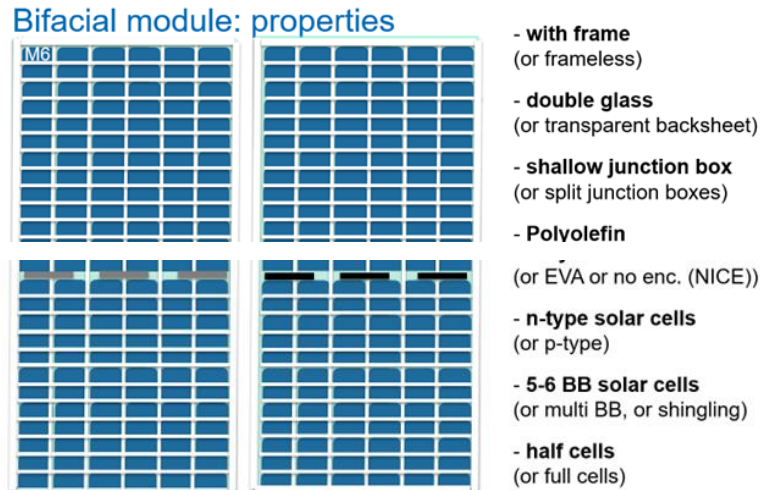 Bifacial module: properties
M6
- with frame
(or frameless)
- double glass
(or transparent backsheet)
- shallow junction box
(or split junction boxes)
- Polyolefin
(or EVA or no enc. (NICE))
- n-type solar cells
(or p-type)
- 5-6 BB solar cells
(or multi BB, or shingling)
- half cells
(or full cells)